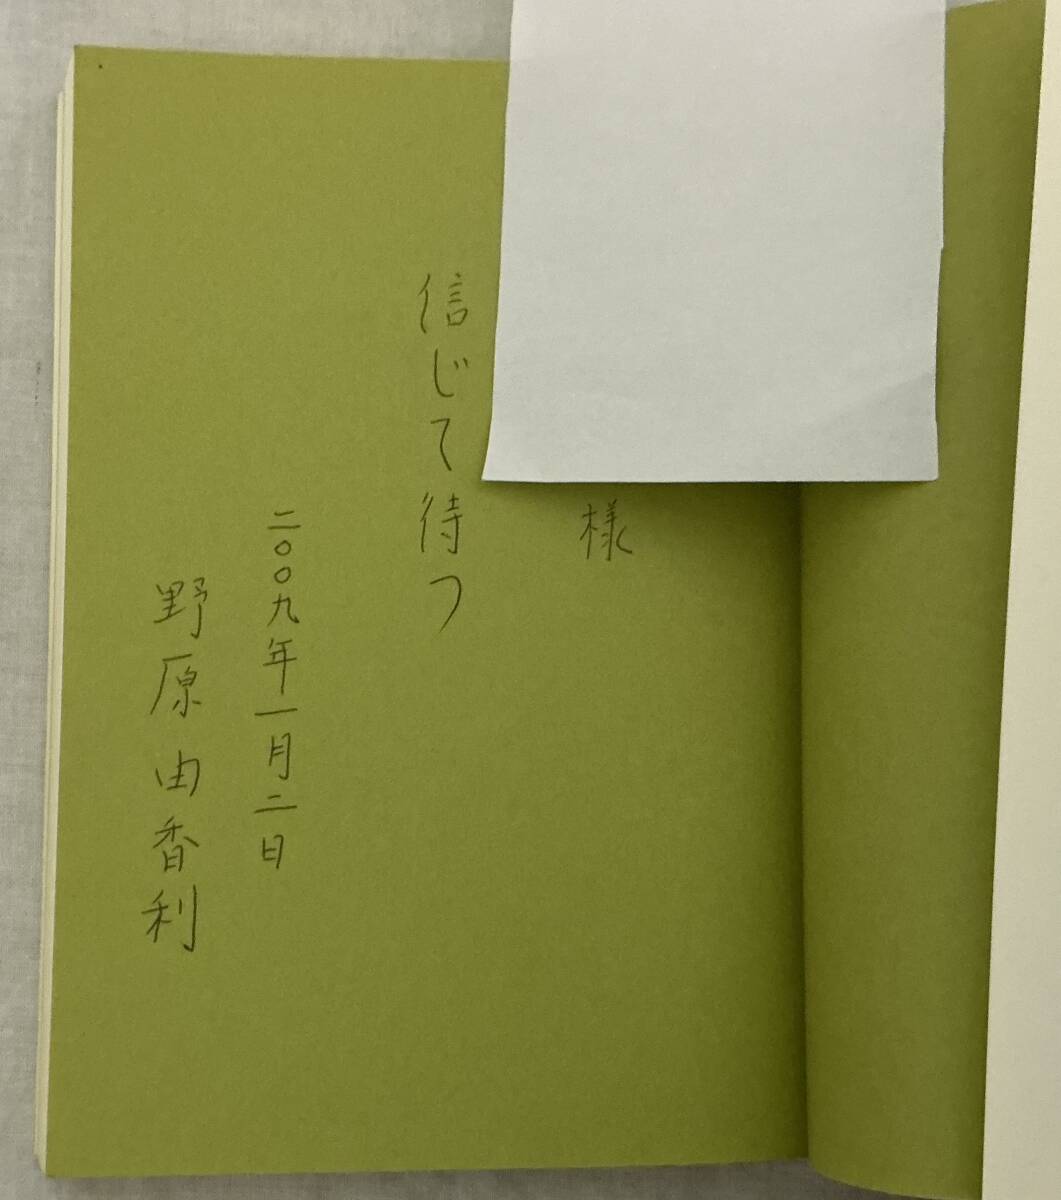 様
信じて待つ
二〇〇九年一月二日
野原由香利